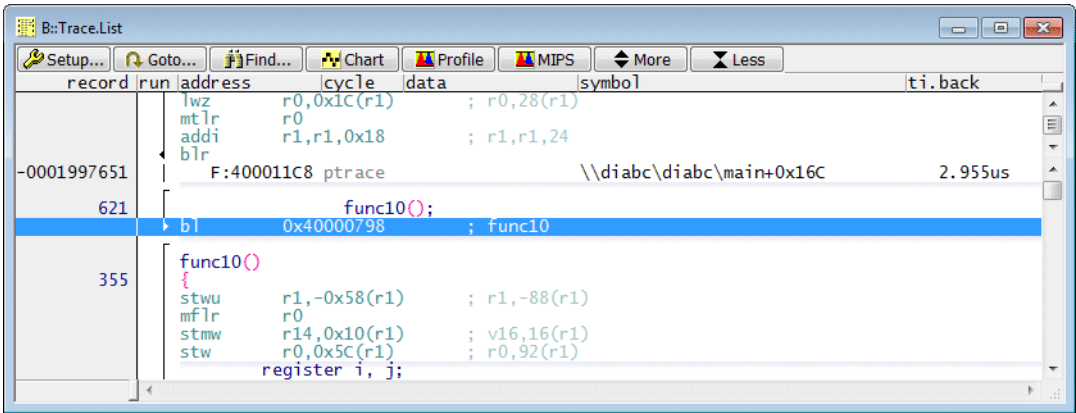 B::Trace.List
Setup... Goto... Find... Chart Profile MIPS More Less
record run address cycle data symbol ti.back
lwz r0,0x1C(r1) ; r0,28(r1)
mtlr r0
addi r1,r1,0x18 ; r1,r1,24
blr
-0001997651 F:400011C8 ptrace \\diabc\diabc\main+0x16C 2.955us
621 func10();
bl 0x40000798 ; func10
func10()
355 {
stwu r1,-0x58(r1) ; r1,-88(r1)
mflr r0
stmw r14,0x10(r1) ; v16,16(r1)
stw r0,0x5C(r1) ; r0,92(r1)
register i, j;